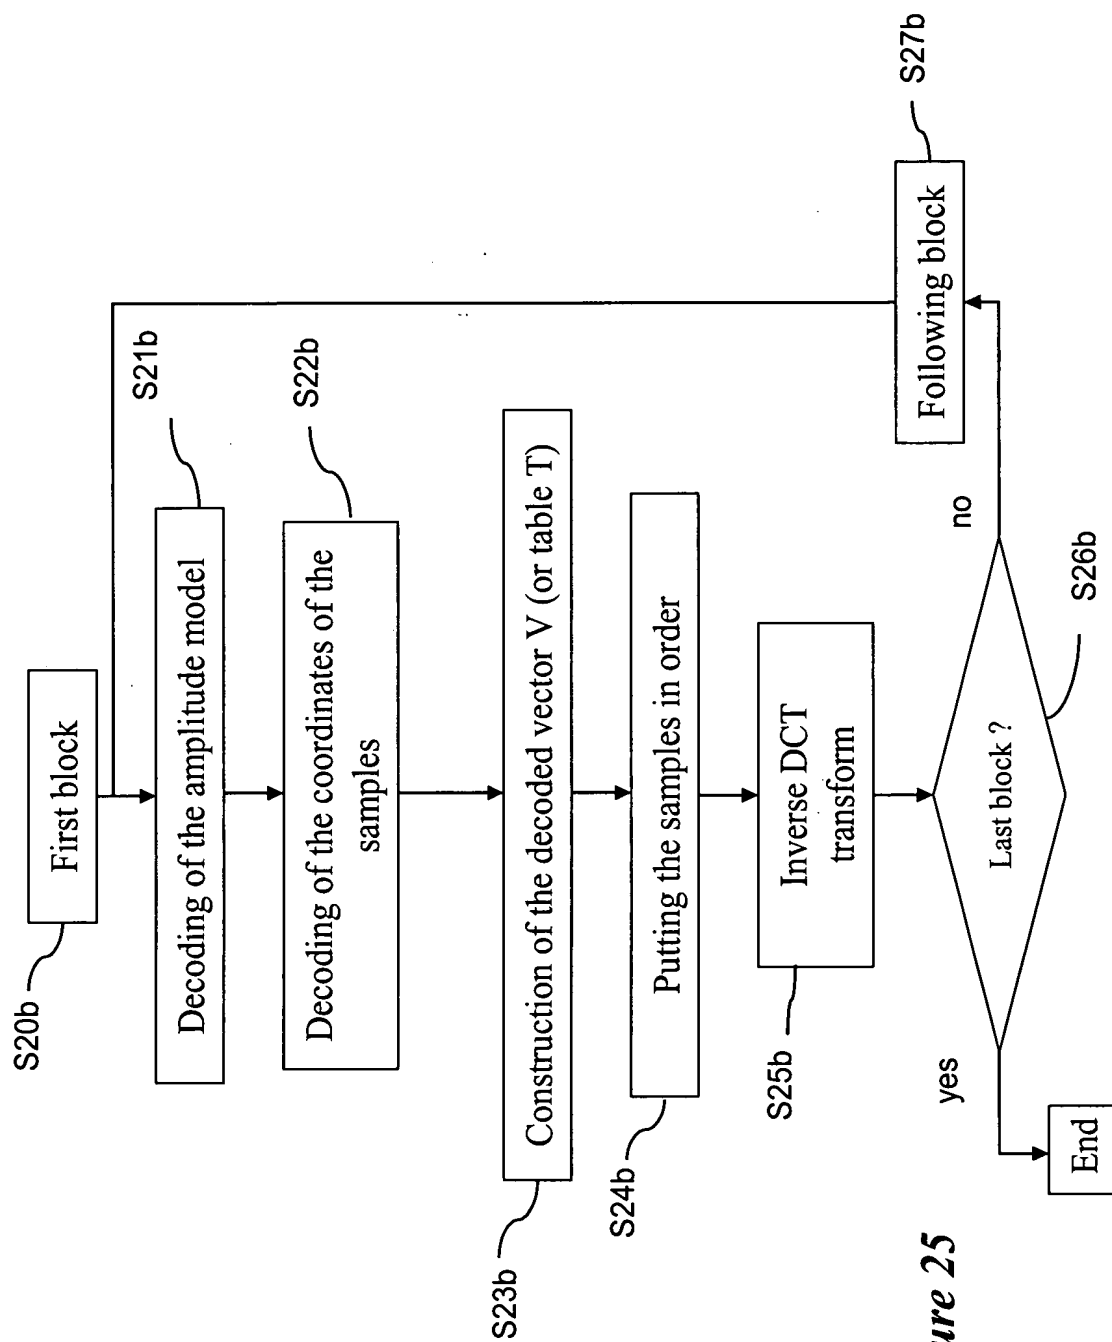 S20b
First block
S21b
Decoding of the amplitude model
S22b
Decoding of the coordinates of the
samples
S23b
Construction of the decoded vector V (or table T)
S24b
Putting the samples in order
S25b
Inverse DCT
transform
Last block ?
S26b
yes
no
Following block
S27b
End
ure 25